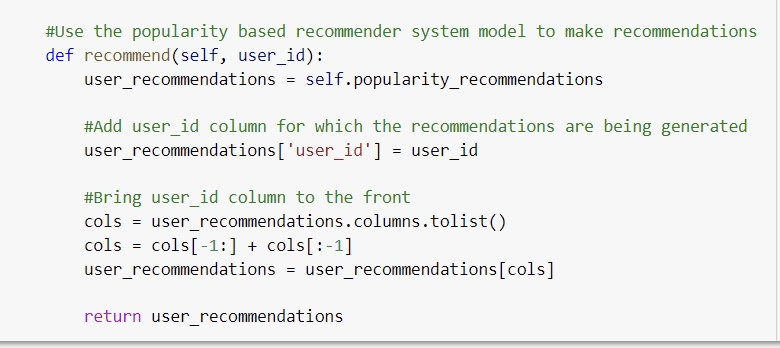 #Use the popularity based recommender system model to make recommendations
def recommend(self, user_id):
user_recommendations = self.popularity_recommendations
#Add user_id column for which the recommendations are being generated
user_recommendations['user_id'] = user_id
#Bring user_id column to the front
cols = user_recommendations.columns.tolist()
cols = cols[-1:] + cols[:-1]
user_recommendations = user_recommendations[cols]
return user_recommendations